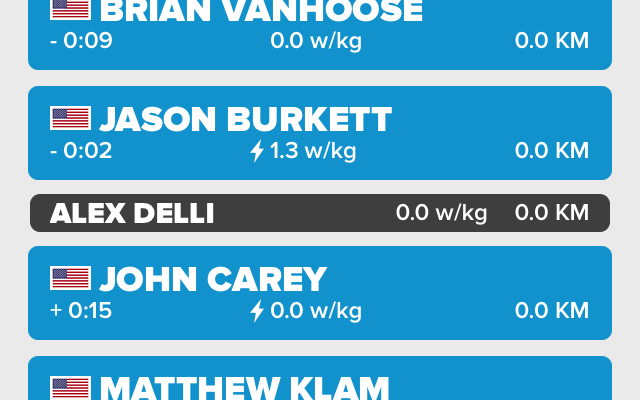 BRIAN VANHOOSE
- 0:09 0.0 w/kg 0.0 KM
JASON BURKETT
- 0:02 1.3 w/kg 0.0 KM
ALEX DELLI 0.0 w/kg 0.0 KM
JOHN CAREY
+ 0:15 0.0 w/kg 0.0 KM
MATTHEW KLAM